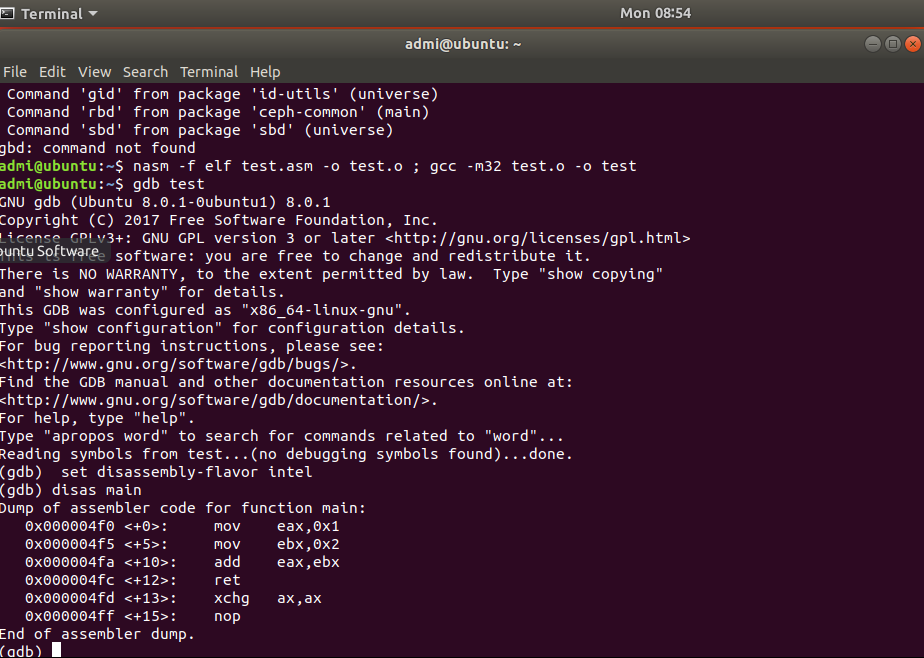 Terminal
Mon 08:54
admi@ubuntu: ~
File Edit View Search Terminal Help
Command 'gid' from package 'id-utils' (universe)
Command 'rbd' from package 'ceph-common' (main)
Command 'sbd' from package 'sbd' (universe)
gbd: command not found
admi@ubuntu:~$ nasm -f elf test.asm -o test.o ; gcc -m32 test.o -o test
admi@ubuntu:~$ gdb test
GNU gdb (Ubuntu 8.0.1-0ubuntu1) 8.0.1
Copyright (C) 2017 Free Software Foundation, Inc.
License GPLv3+: GNU GPL version 3 or later <http://gnu.org/licenses/gpl.html>
ountu Software
This is free software: you are free to change and redistribute it.
There is NO WARRANTY, to the extent permitted by law.  Type "show copying"
and "show warranty" for details.
This GDB was configured as "x86_64-linux-gnu".
Type "show configuration" for configuration details.
For bug reporting instructions, please see:
<http://www.gnu.org/software/gdb/bugs/>.
Find the GDB manual and other documentation resources online at:
<http://www.gnu.org/software/gdb/documentation/>.
For help, type "help".
Type "apropos word" to search for commands related to "word"...
Reading symbols from test...(no debugging symbols found)...done.
(gdb)  set disassembly-flavor intel
(gdb) disas main
Dump of assembler code for function main:
   0x000004f0 <+0>:     mov    eax,0x1
   0x000004f5 <+5>:     mov    ebx,0x2
   0x000004fa <+10>:    add    eax,ebx
   0x000004fc <+12>:    ret
   0x000004fd <+13>:    xchg   ax,ax
   0x000004ff <+15>:    nop
End of assembler dump.
(gdb)